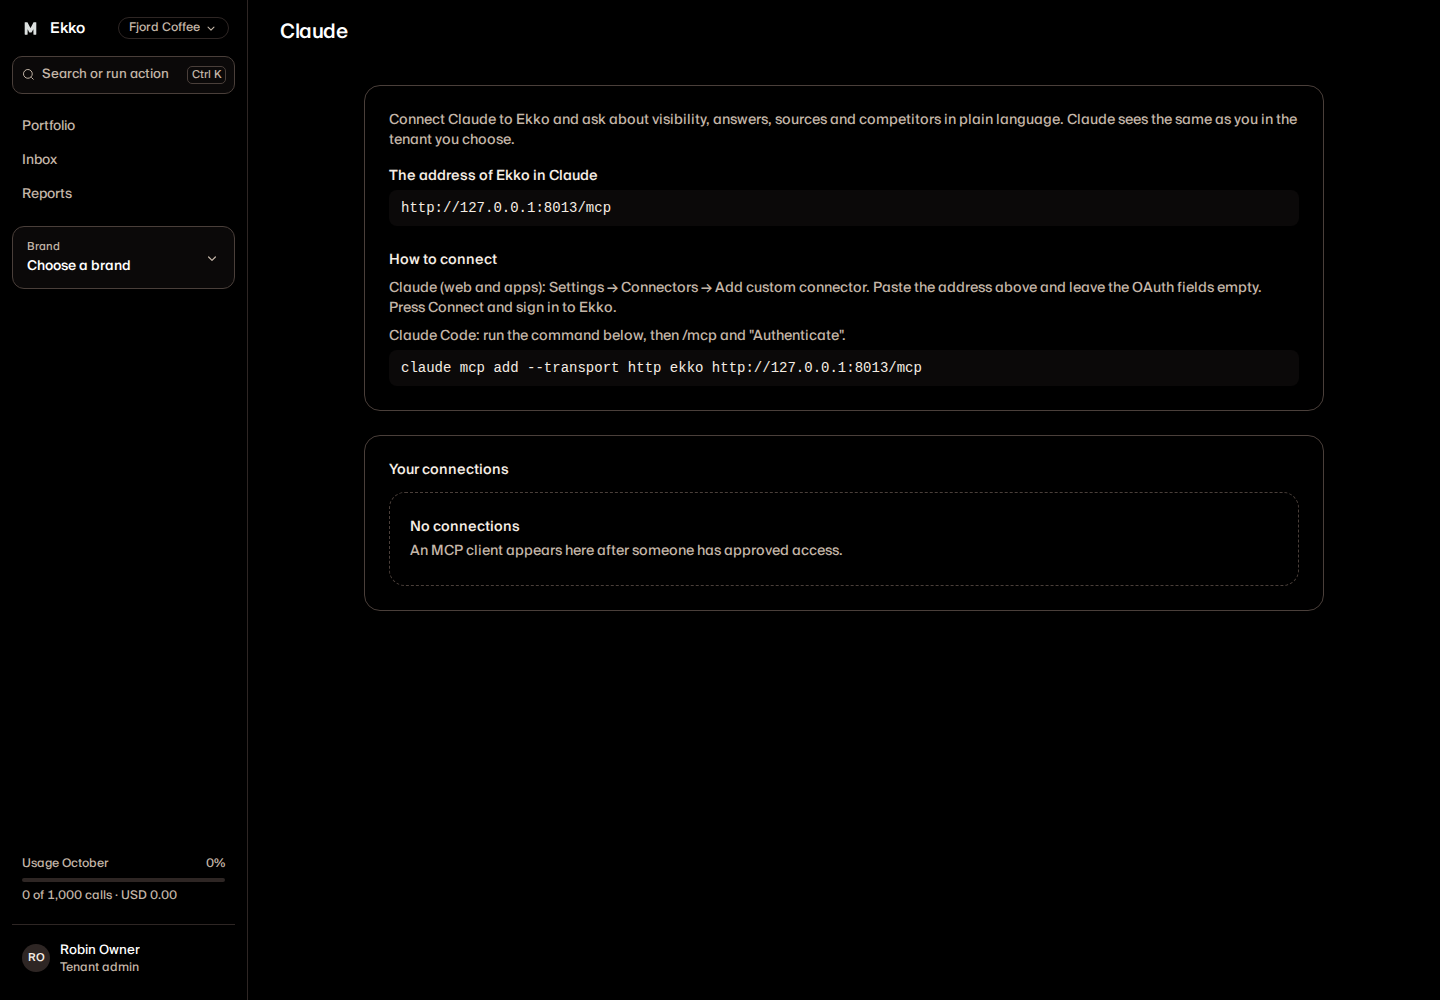 Ekko
Fjord Coffee
Search or run action
Ctrl K
Portfolio
Inbox
Reports
Brand
Choose a brand
Usage October
0%
0 of 1,000 calls · USD 0.00
RO
Robin Owner
Tenant admin
Claude
Connect Claude to Ekko and ask about visibility, answers, sources and competitors in plain language. Claude sees the same as you in the
tenant you choose.
The address of Ekko in Claude
http://127.0.0.1:8013/mcp
How to connect
Claude (web and apps): Settings → Connectors → Add custom connector. Paste the address above and leave the OAuth fields empty.
Press Connect and sign in to Ekko.
Claude Code: run the command below, then /mcp and "Authenticate".
claude mcp add --transport http ekko http://127.0.0.1:8013/mcp
Your connections
No connections
An MCP client appears here after someone has approved access.